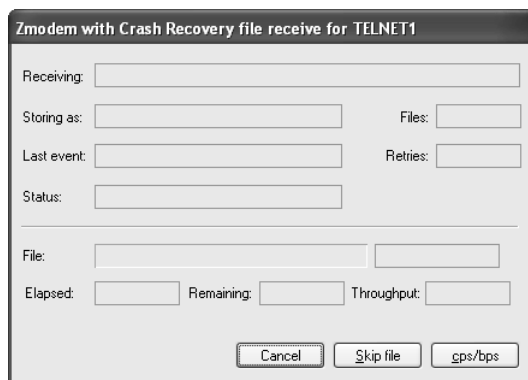 Zmodem with Crash Recovery file receive for TELNET1
Receiving:
Storing as: Files:
Last event: Retries:
Status:
File:
Elapsed: Remaining: Throughput:
Cancel Skip file cps/bps